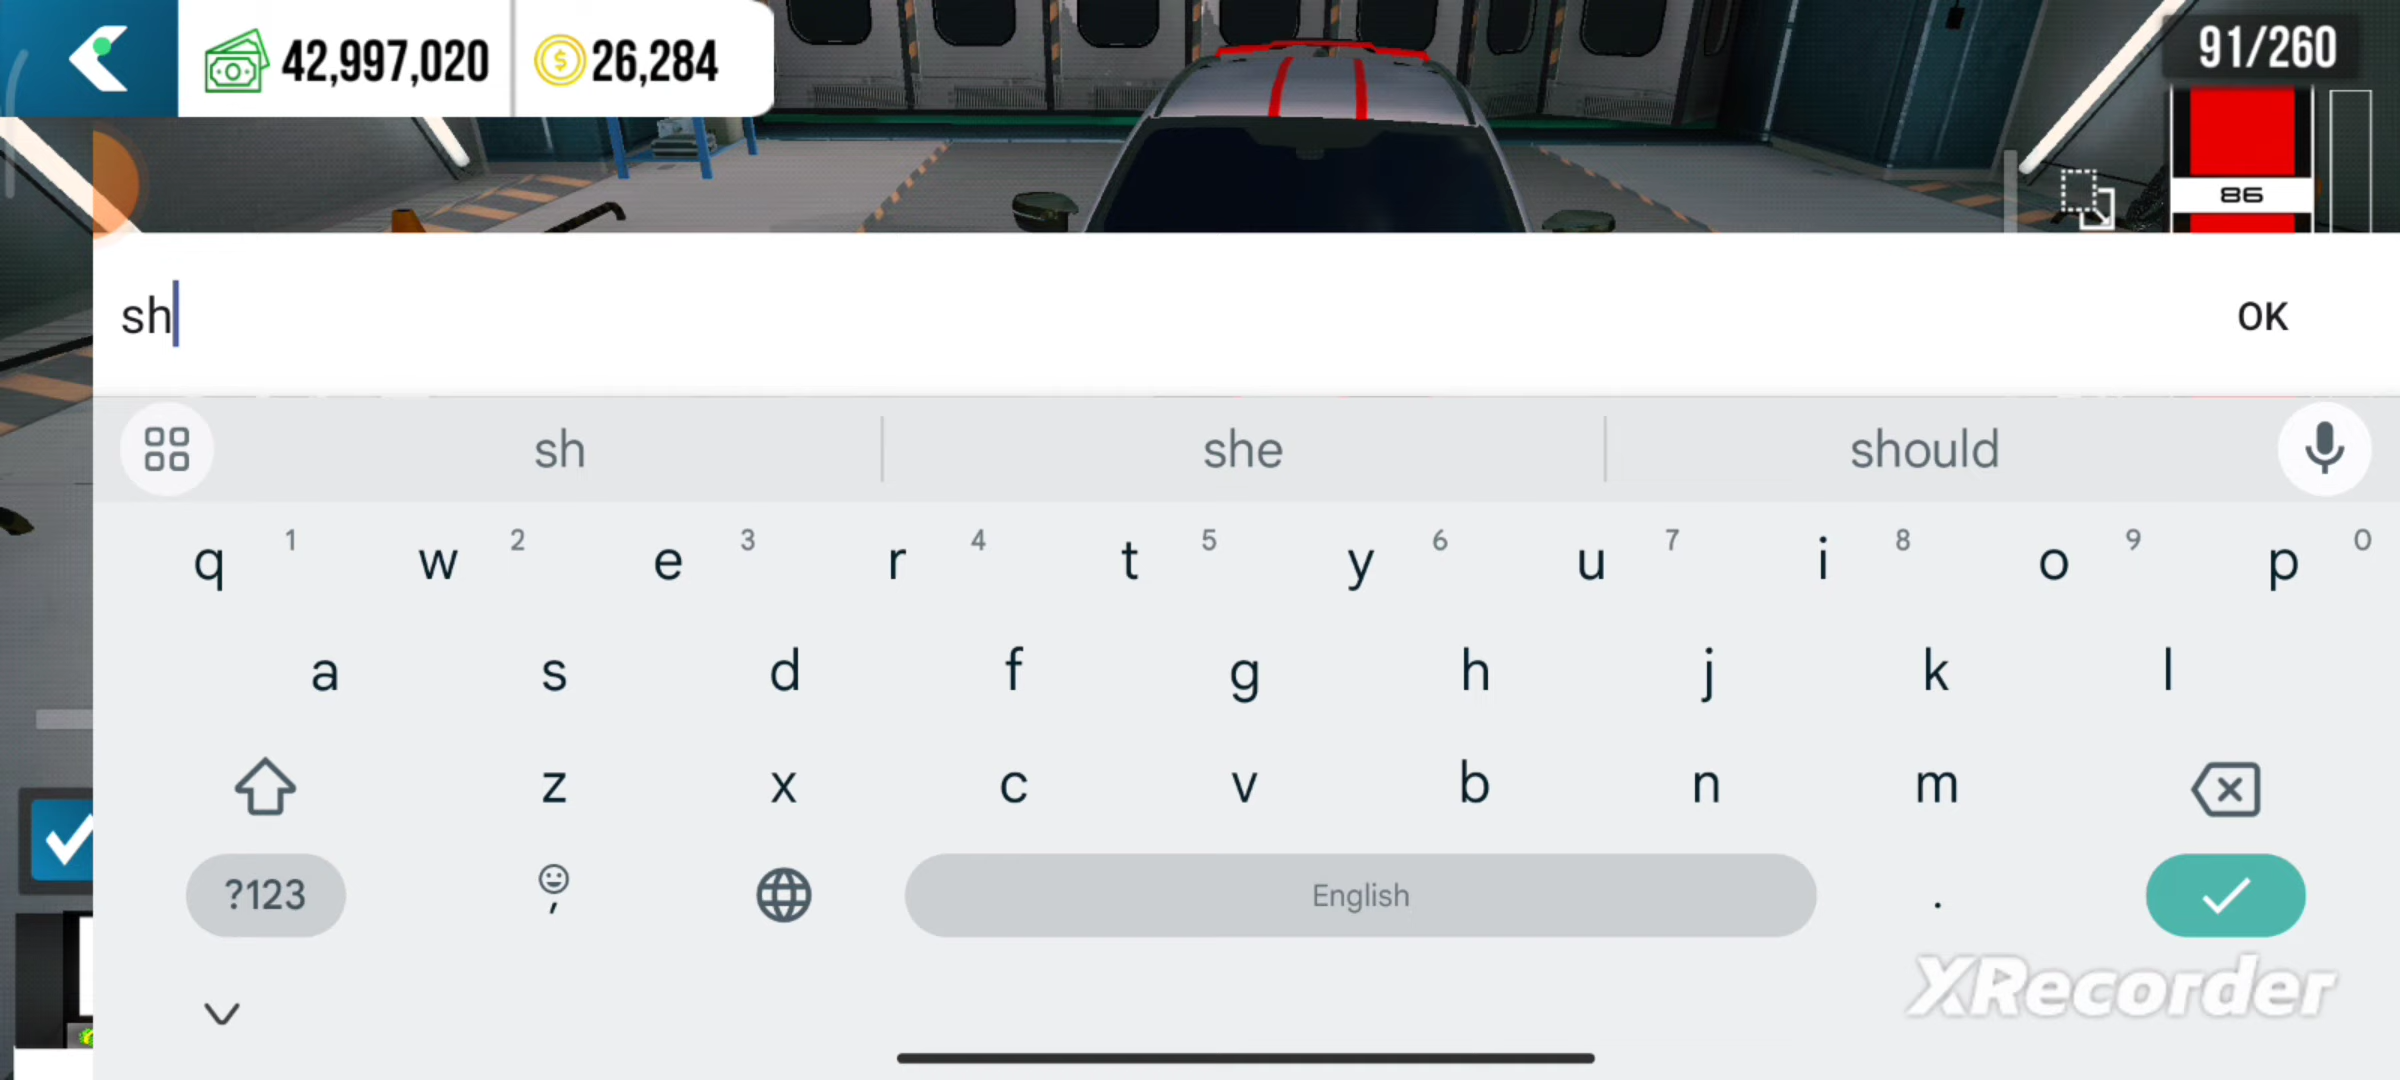 42,997,020
26,284
91/260
86
sh
OK
sh she should
q 1 w 2 e 3 r 4 t 5 y 6 u 7 i 8 o 9 p 0
a s d f g h j k l
z x c v b n m
?123 , English .
XRecorder